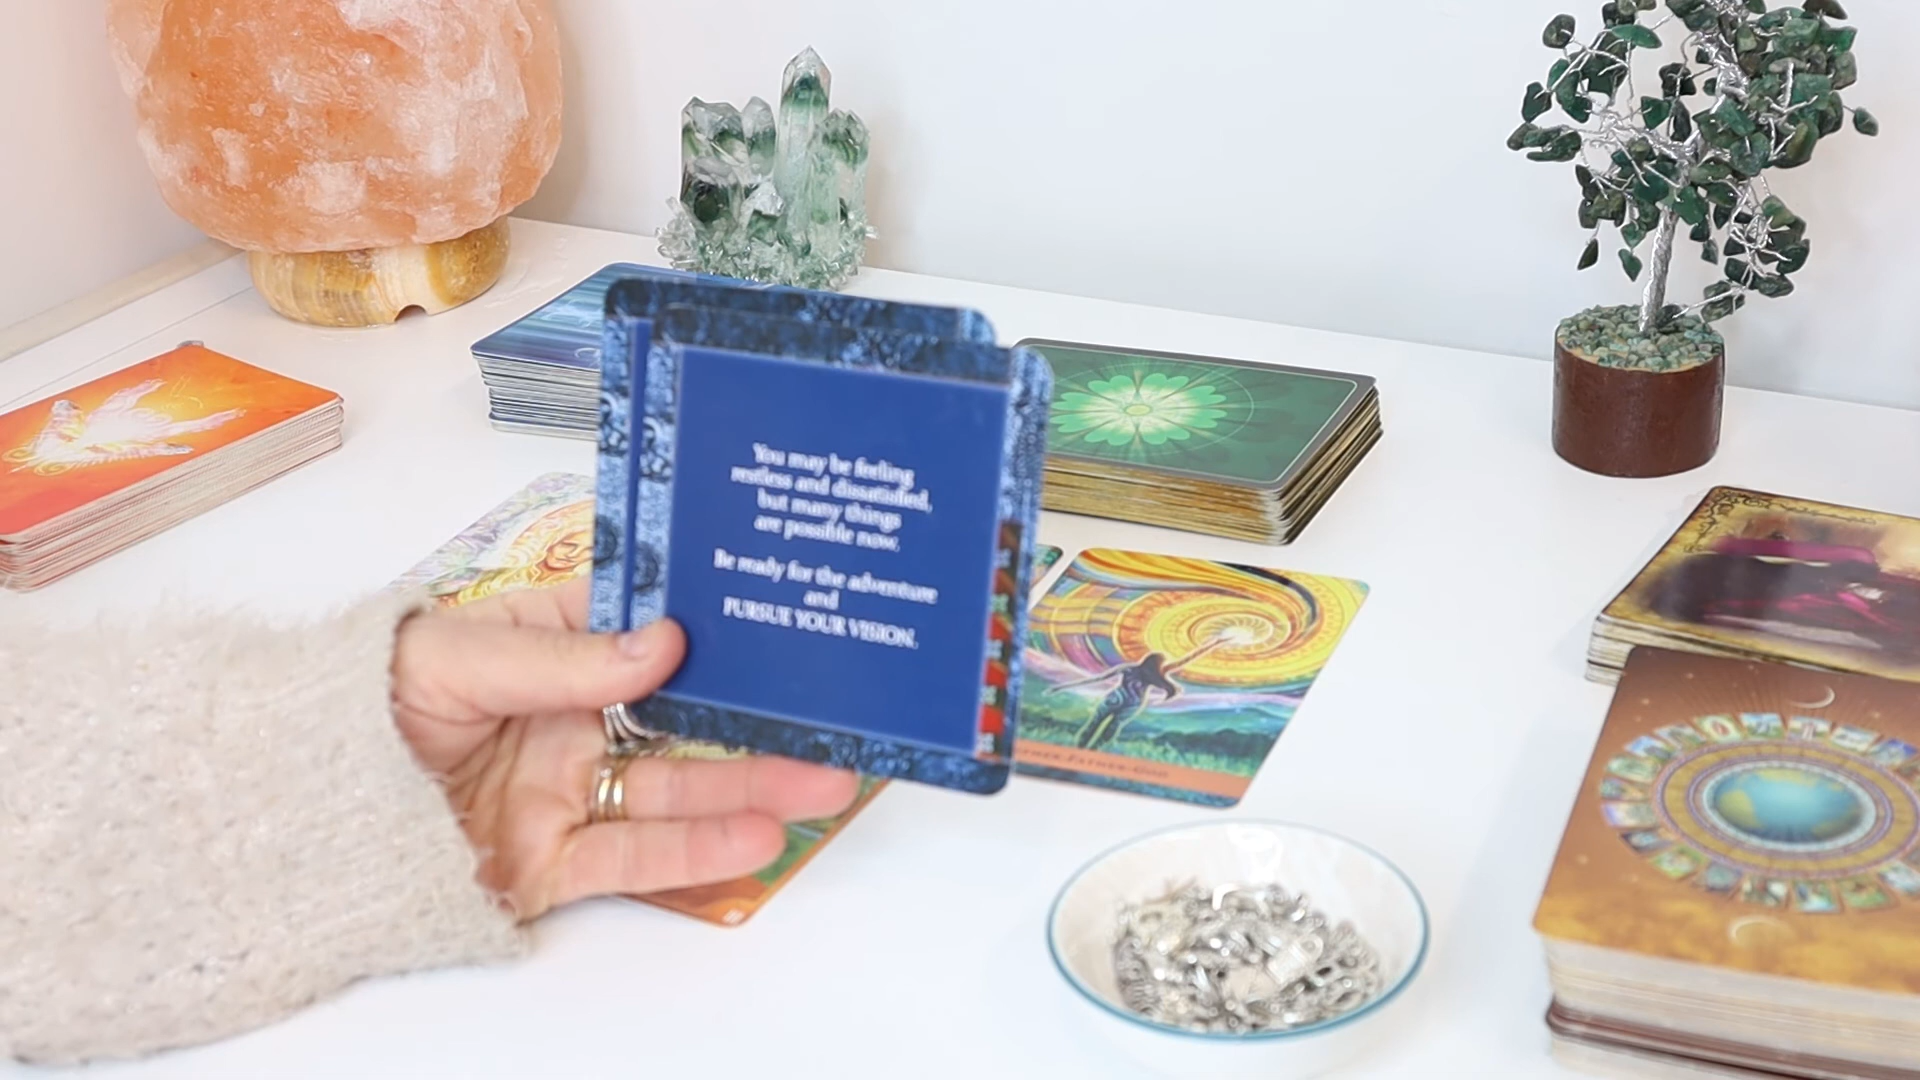 You may be feeling
restless and dissatisfied,
but many things
are possible now.
Be ready for the adventure
and
PURSUE YOUR VISION.